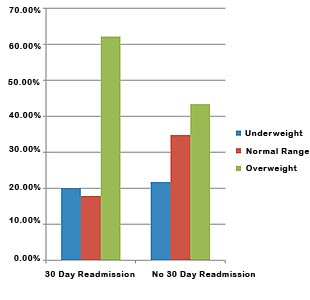 70.00%
60.00%
50.00%
40.00%
30.00%
20.00%
10.00%
0.00%
30 Day Readmission
No 30 Day Readmission
Underweight
Normal Range
Overweight